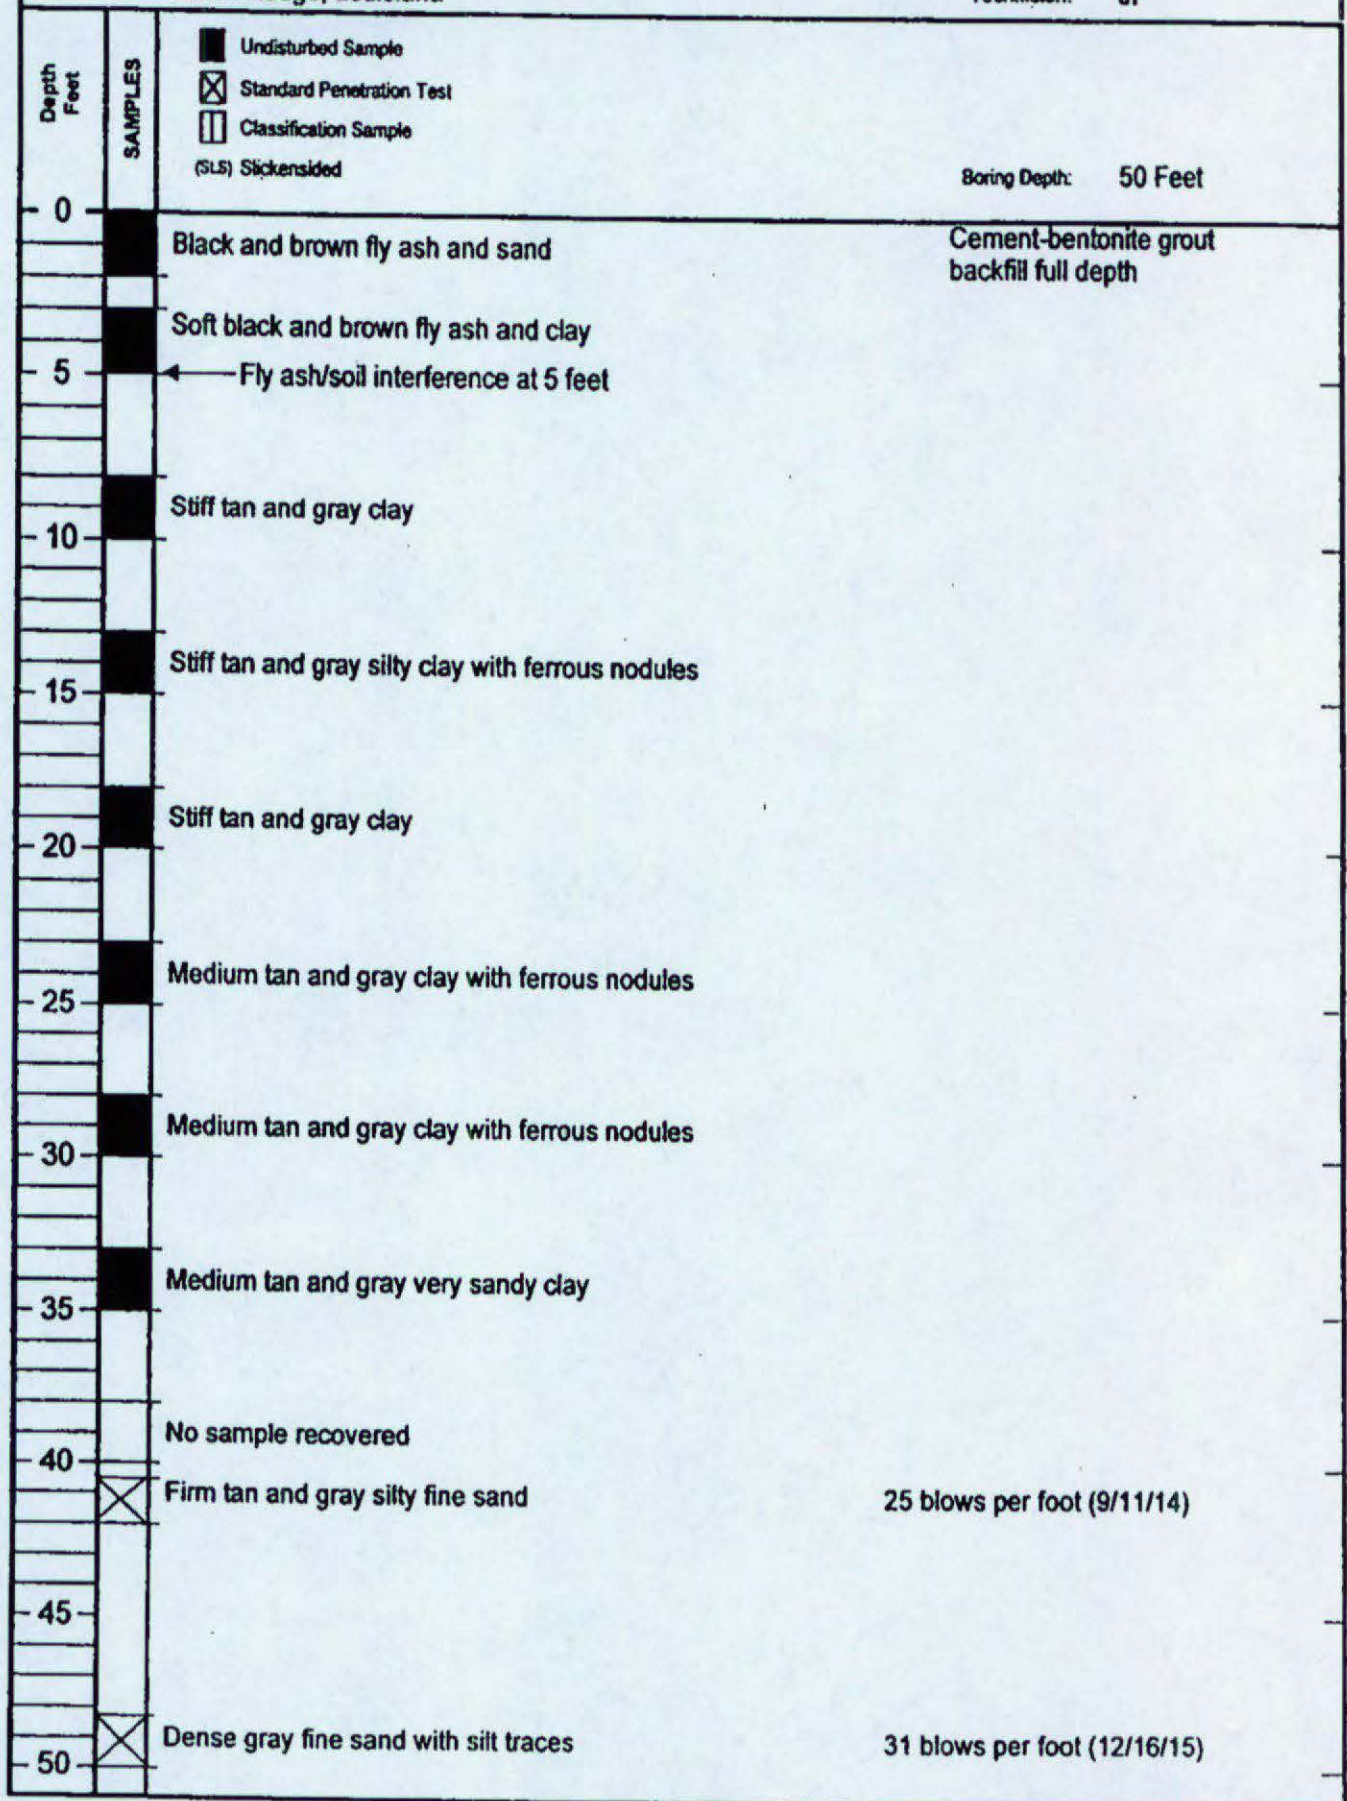 Depth
Feet
SAMPLES
Undisturbed Sample
Standard Penetration Test
Classification Sample
(SLS) Slickensided
Boring Depth: 50 Feet
0
Black and brown fly ash and sand
Cement-bentonite grout
backfill full depth
Soft black and brown fly ash and clay
5
Fly ash/soil interference at 5 feet
Stiff tan and gray clay
10
Stiff tan and gray silty clay with ferrous nodules
15
Stiff tan and gray clay
20
Medium tan and gray clay with ferrous nodules
25
Medium tan and gray clay with ferrous nodules
30
Medium tan and gray very sandy clay
35
No sample recovered
40
Firm tan and gray silty fine sand
25 blows per foot (9/11/14)
45
Dense gray fine sand with silt traces
31 blows per foot (12/16/15)
50